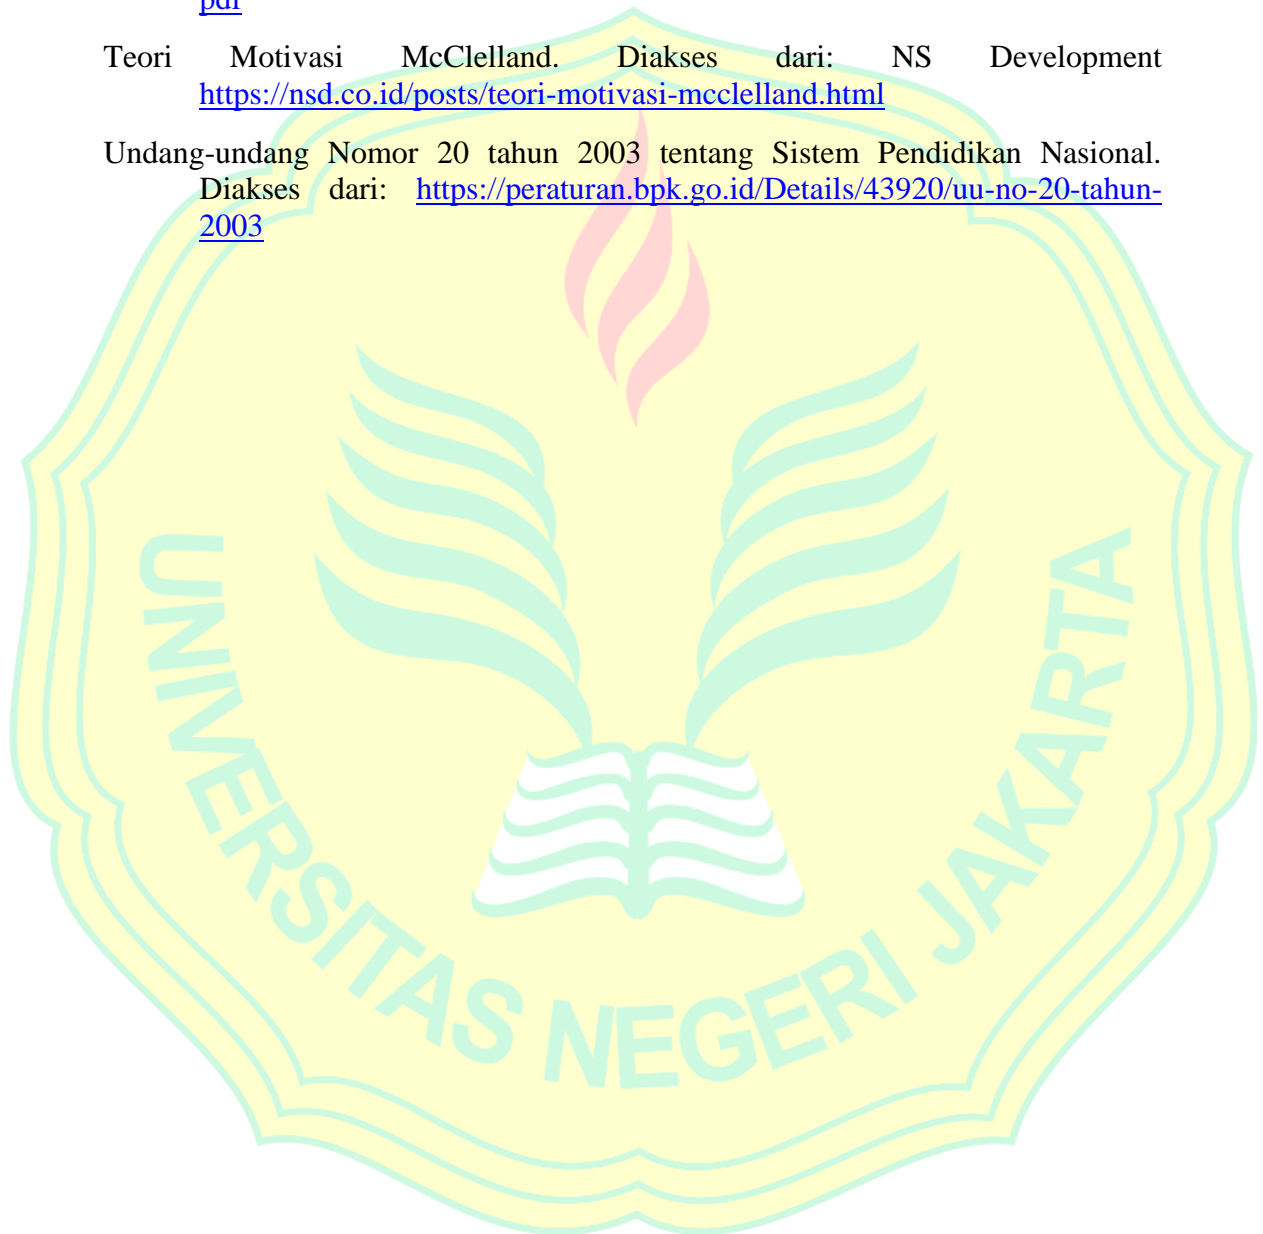 pdf
Teori Motivasi McClelland. Diakses dari: NS Development
https://nsd.co.id/posts/teori-motivasi-mcclelland.html
Undang-undang Nomor 20 tahun 2003 tentang Sistem Pendidikan Nasional.
Diakses dari: https://peraturan.bpk.go.id/Details/43920/uu-no-20-tahun-
2003
UNIVERSITAS NEGERI JAKARTA